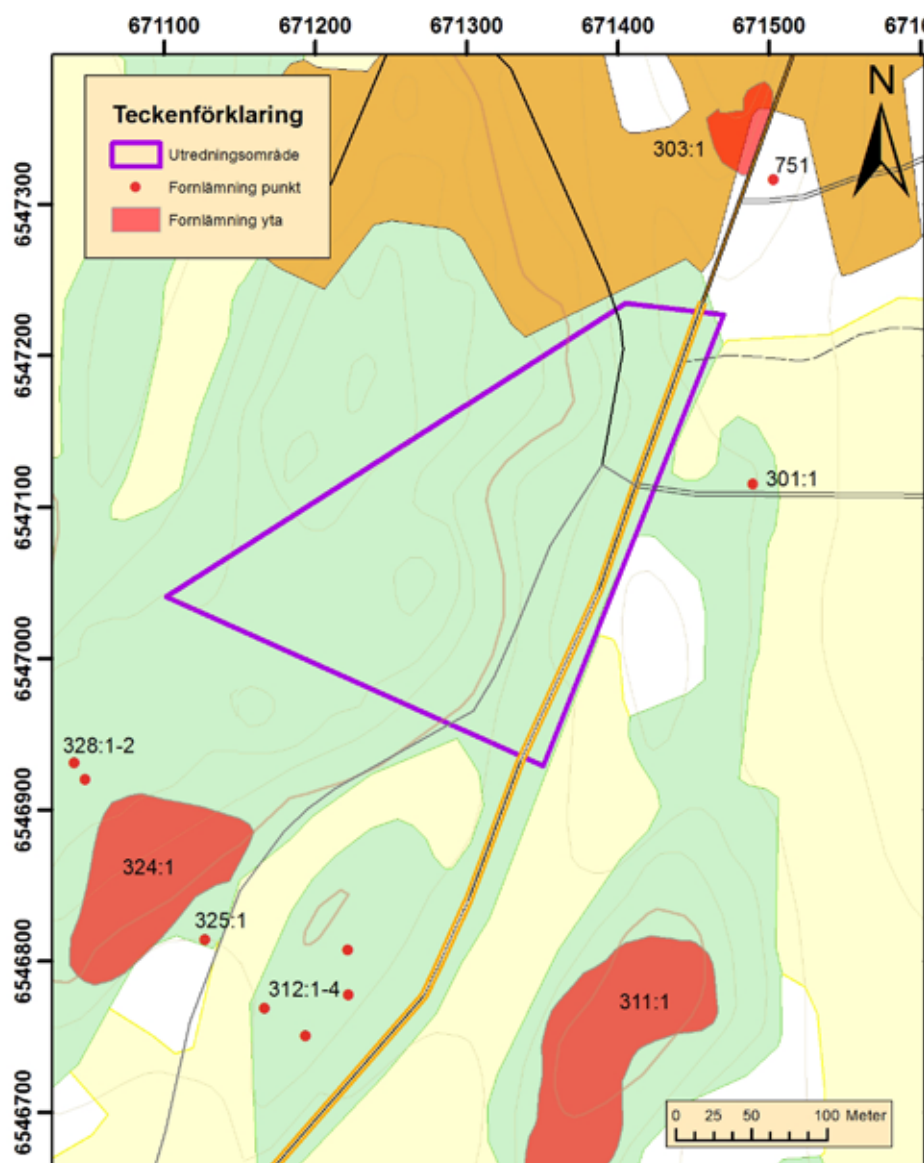 671100 671200 671300 671400 671500 6710
Teckenförklaring
Utredningsområde
Fornlämning punkt
Fornlämning yta
N
303:1
751
6547300
6547200
301:1
6547100
6547000
328:1-2
6546900
324:1
325:1
6546800
312:1-4
311:1
6546700
0 25 50 100 Meter